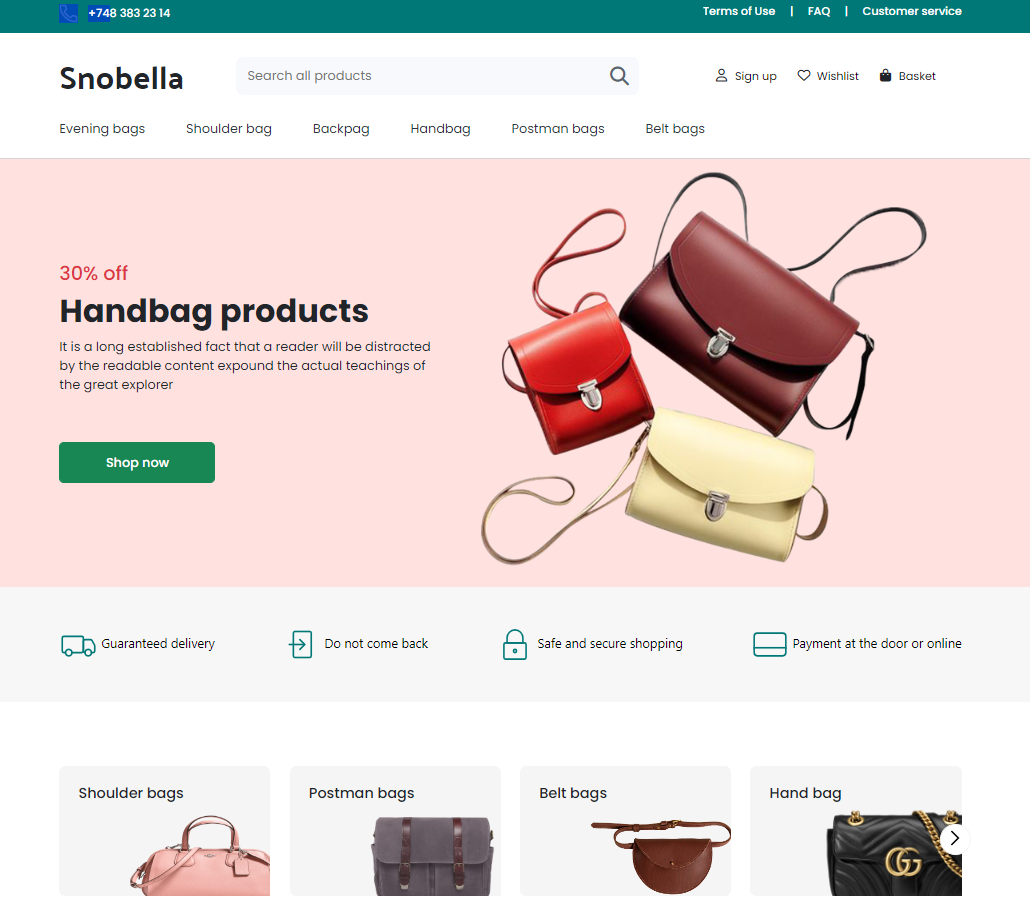 +748 383 23 14
Terms of Use | FAQ | Customer service
Snobella
Search all products
Sign up
Wishlist
Basket
Evening bags
Shoulder bag
Backpag
Handbag
Postman bags
Belt bags
30% off
Handbag products
It is a long established fact that a reader will be distracted
by the readable content expound the actual teachings of
the great explorer
Shop now
Guaranteed delivery
Do not come back
Safe and secure shopping
Payment at the door or online
Shoulder bags
Postman bags
Belt bags
Hand bag